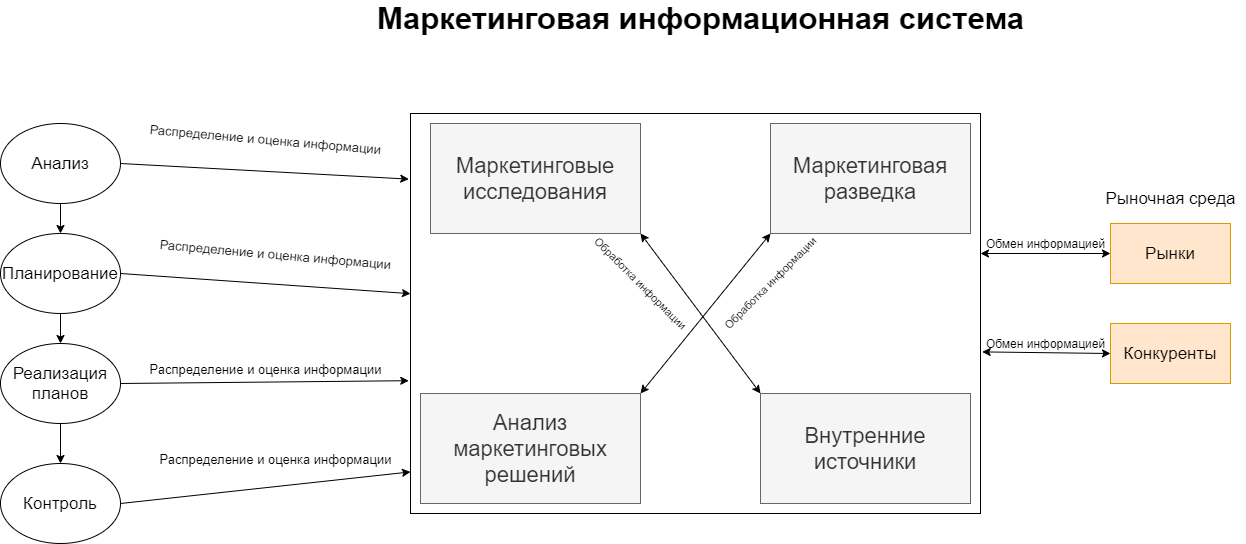 Маркетинговая информационная система
Анализ
Распределение и оценка информации
Планирование
Распределение и оценка информации
Реализация
планов
Распределение и оценка информации
Контроль
Распределение и оценка информации
Маркетинговые
исследования
Маркетинговая
разведка
Обработка информации
Обработка информации
Анализ
маркетинговых
решений
Внутренние
источники
Рыночная среда
Обмен информацией
Рынки
Обмен информацией
Конкуренты